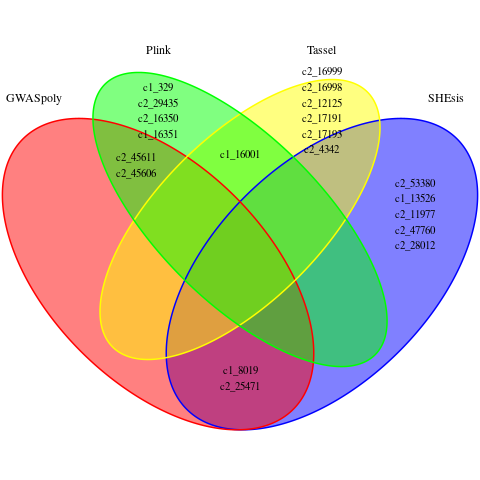 Plink
Tassel
GWASpoly
SHEsis
c1_329
c2_29435
c2_16350
c1_16351
c2_16999
c2_16998
c2_12125
c2_17191
c2_17193
c2_4342
c2_45611
c2_45606
c1_16001
c2_53380
c1_13526
c2_11977
c2_47760
c2_28012
c1_8019
c2_25471